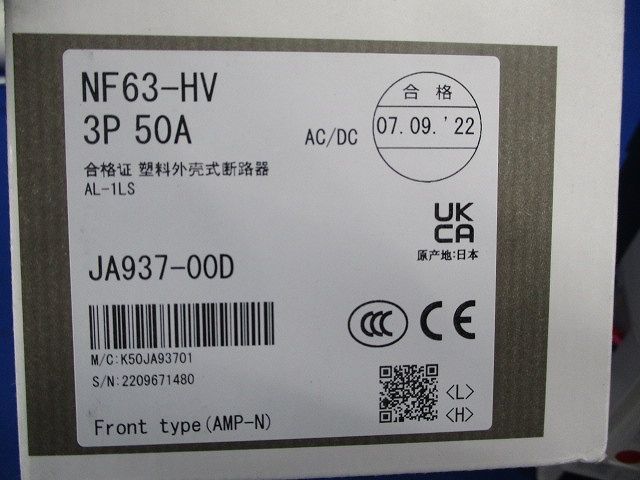 NF63-HV
3P 50A
AC/DC
合格
07.09.'22
合格证 塑料外壳式断路器
AL-1LS
UK
CA
原产地:日本
JA937-00D
CCC
CE
M/C:K50JA93701
S/N:2209671480
<L>
<H>
Front type(AMP-N)